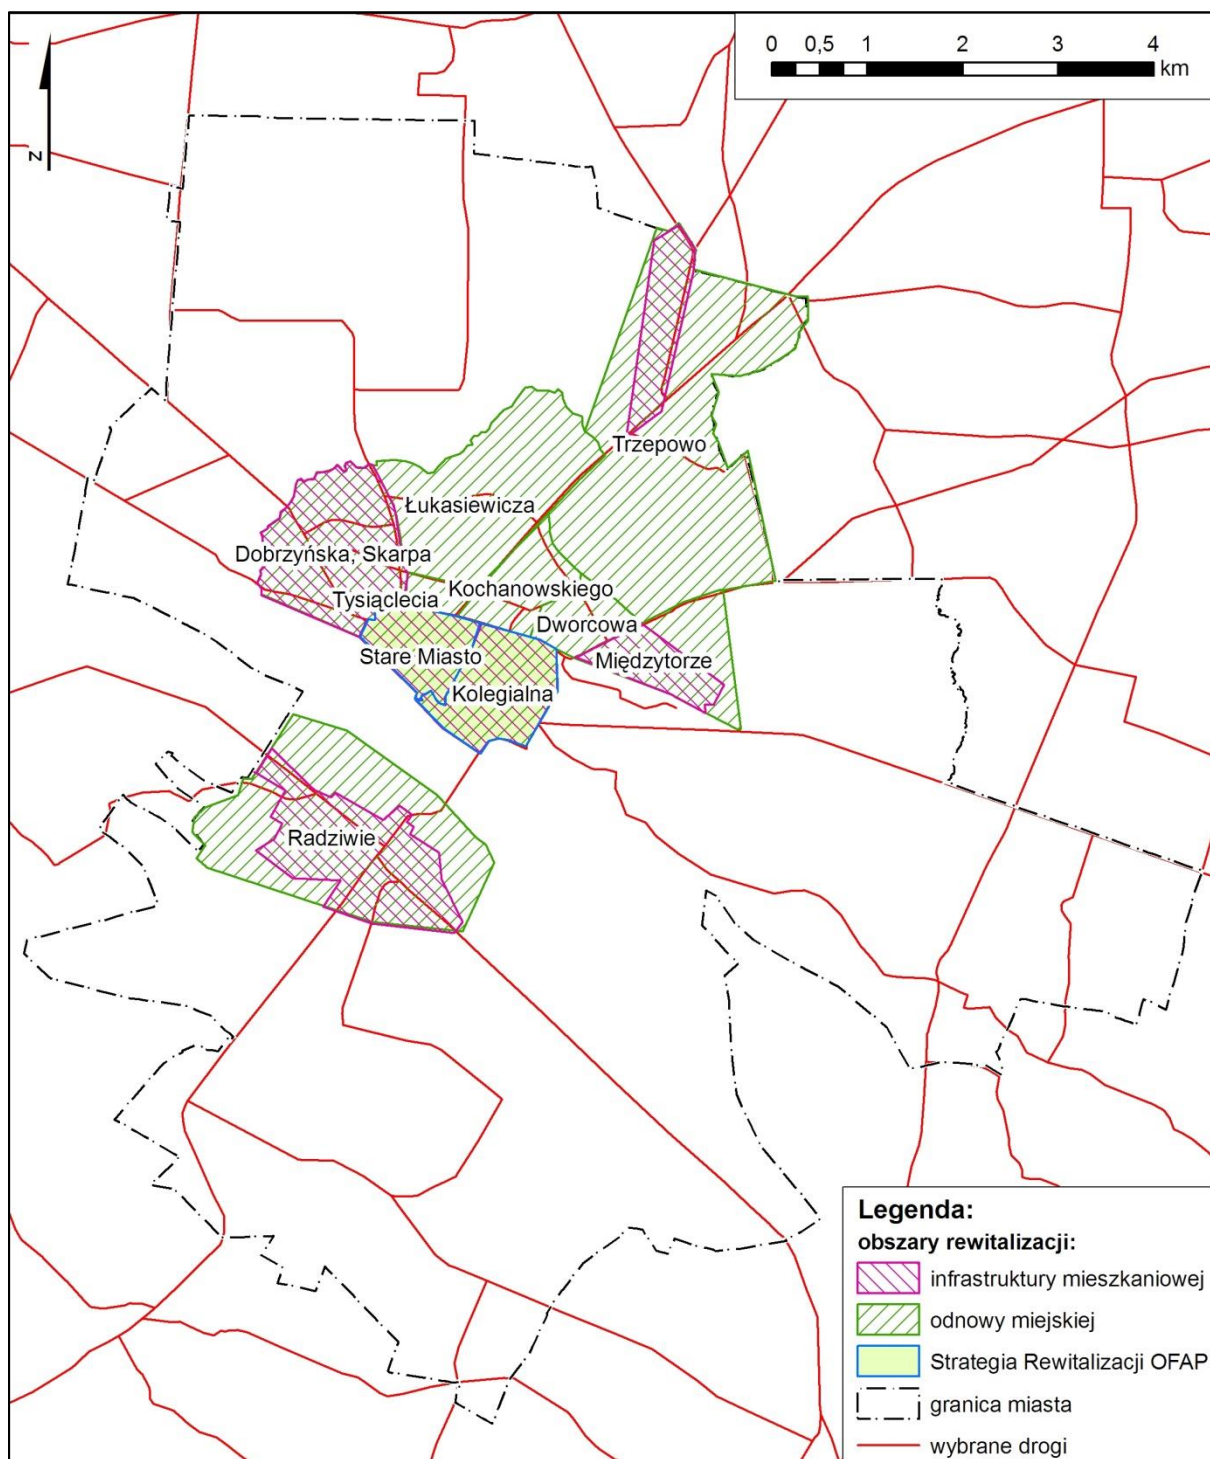 0 0,5 1 2 3 4
km
N
Trzepowo
Łukasiewicza
Dobrzyńska, Skarpa
Kochanowskiego
Tysiąclecia
Dworcowa
Stare Miasto
Międzytorze
Kolegialna
Radziwie
Legenda:
obszary rewitalizacji:
infrastruktury mieszkaniowej
odnowy miejskiej
Strategia Rewitalizacji OFAP
granica miasta
wybrane drogi